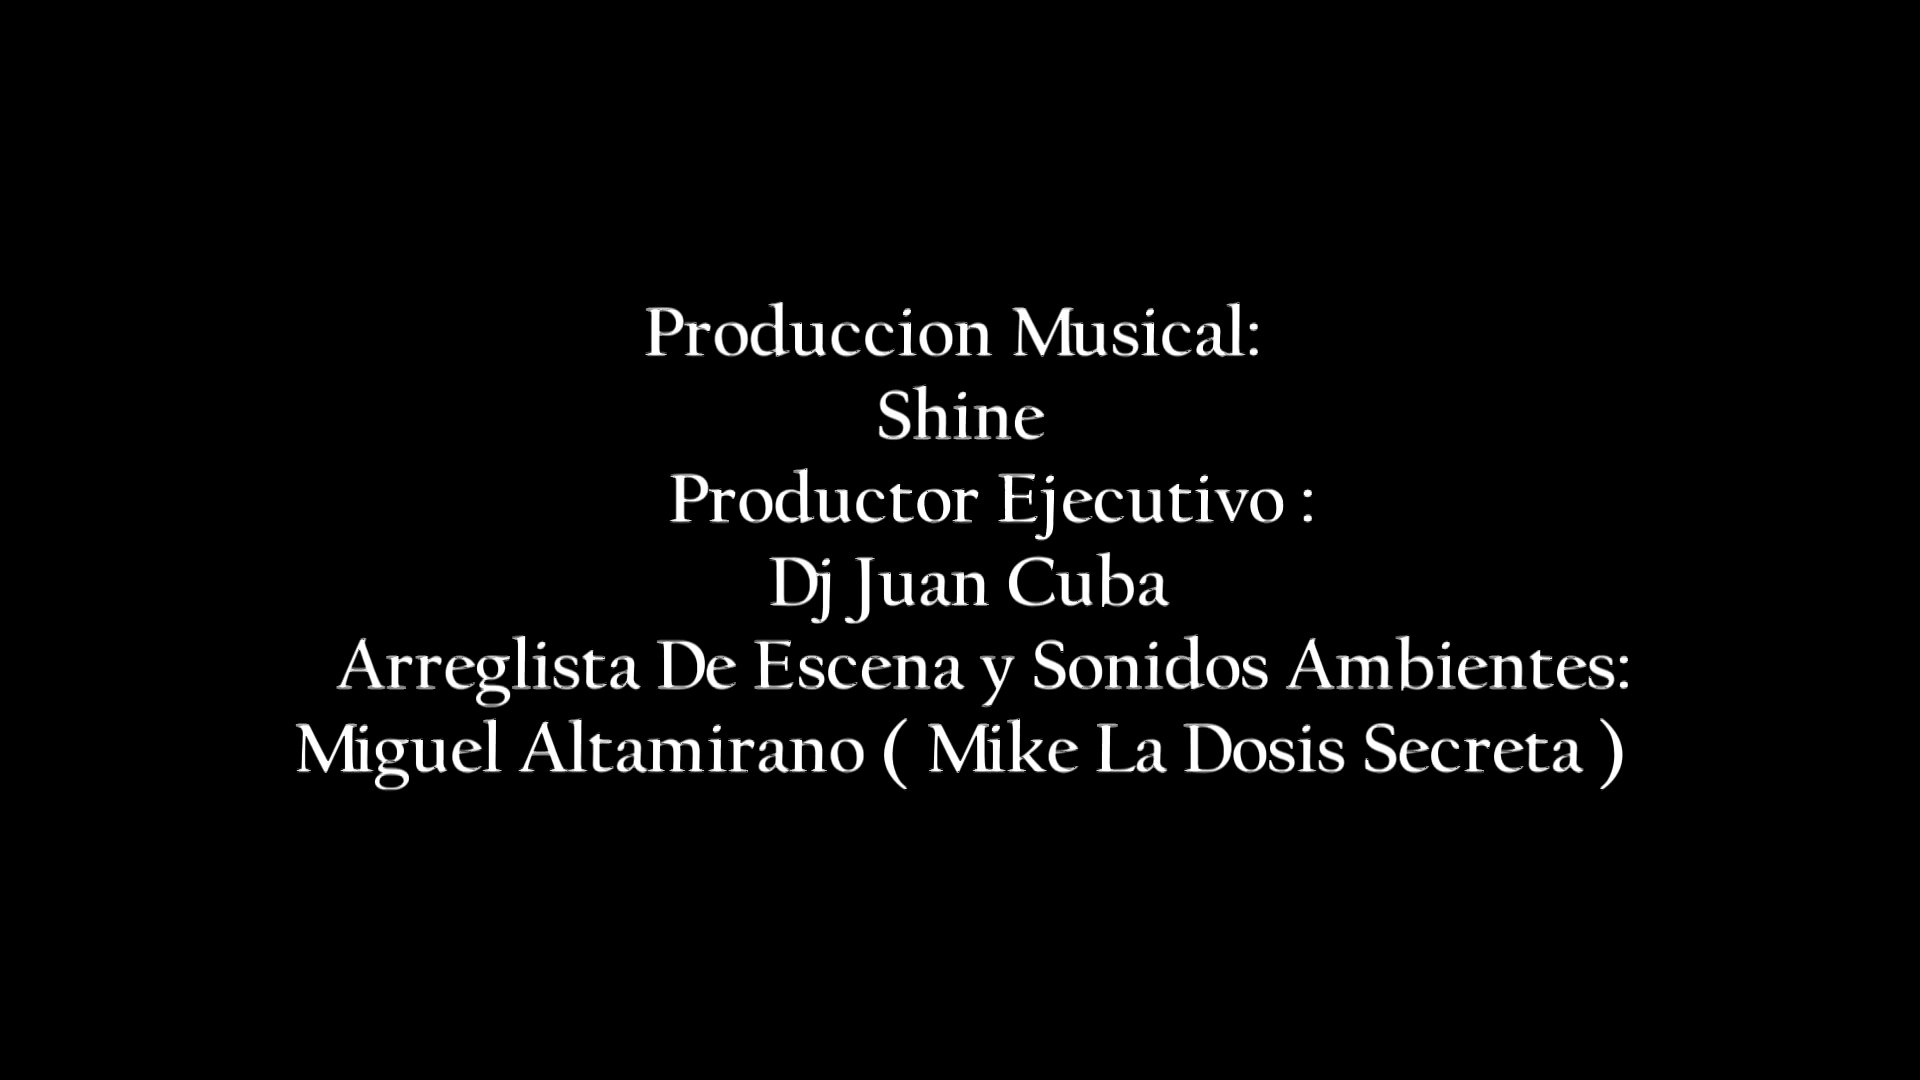 Produccion Musical:
Shine
Productor Ejecutivo :
Dj Juan Cuba
Arreglista De Escena y Sonidos Ambientes:
Miguel Altamirano ( Mike La Dosis Secreta )